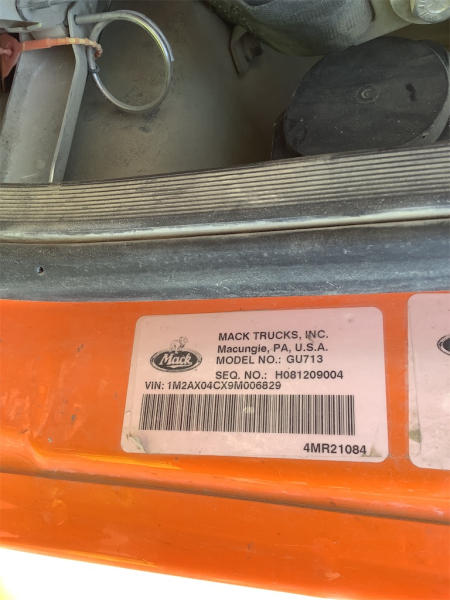 Mack
MACK TRUCKS, INC.
Macungie, PA, U.S.A.
MODEL NO.: GU713
SEQ. NO.: H081209004
VIN: 1M2AX04CX9M006829
4MR21084